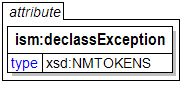 attribute
ism:declassException
type xsd:NMTOKENS